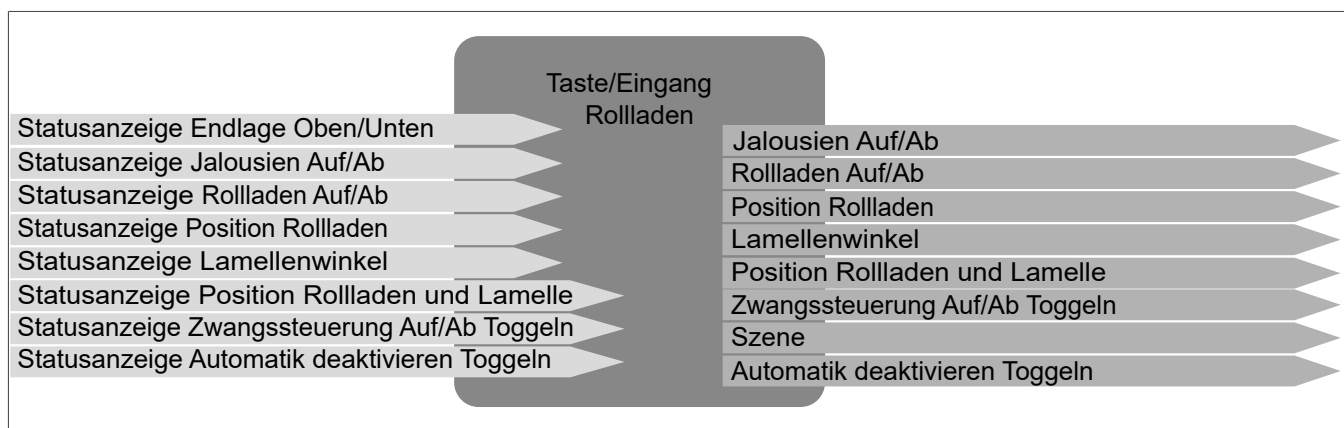 Taste/Eingang
Rollladen
Statusanzeige Endlage Oben/Unten
Statusanzeige Jalousien Auf/Ab
Statusanzeige Rollladen Auf/Ab
Statusanzeige Position Rollladen
Statusanzeige Lamellenwinkel
Statusanzeige Position Rollladen und Lamelle
Statusanzeige Zwangssteuerung Auf/Ab Toggeln
Statusanzeige Automatik deaktivieren Toggeln
Jalousien Auf/Ab
Rollladen Auf/Ab
Position Rollladen
Lamellenwinkel
Position Rollladen und Lamelle
Zwangssteuerung Auf/Ab Toggeln
Szene
Automatik deaktivieren Toggeln